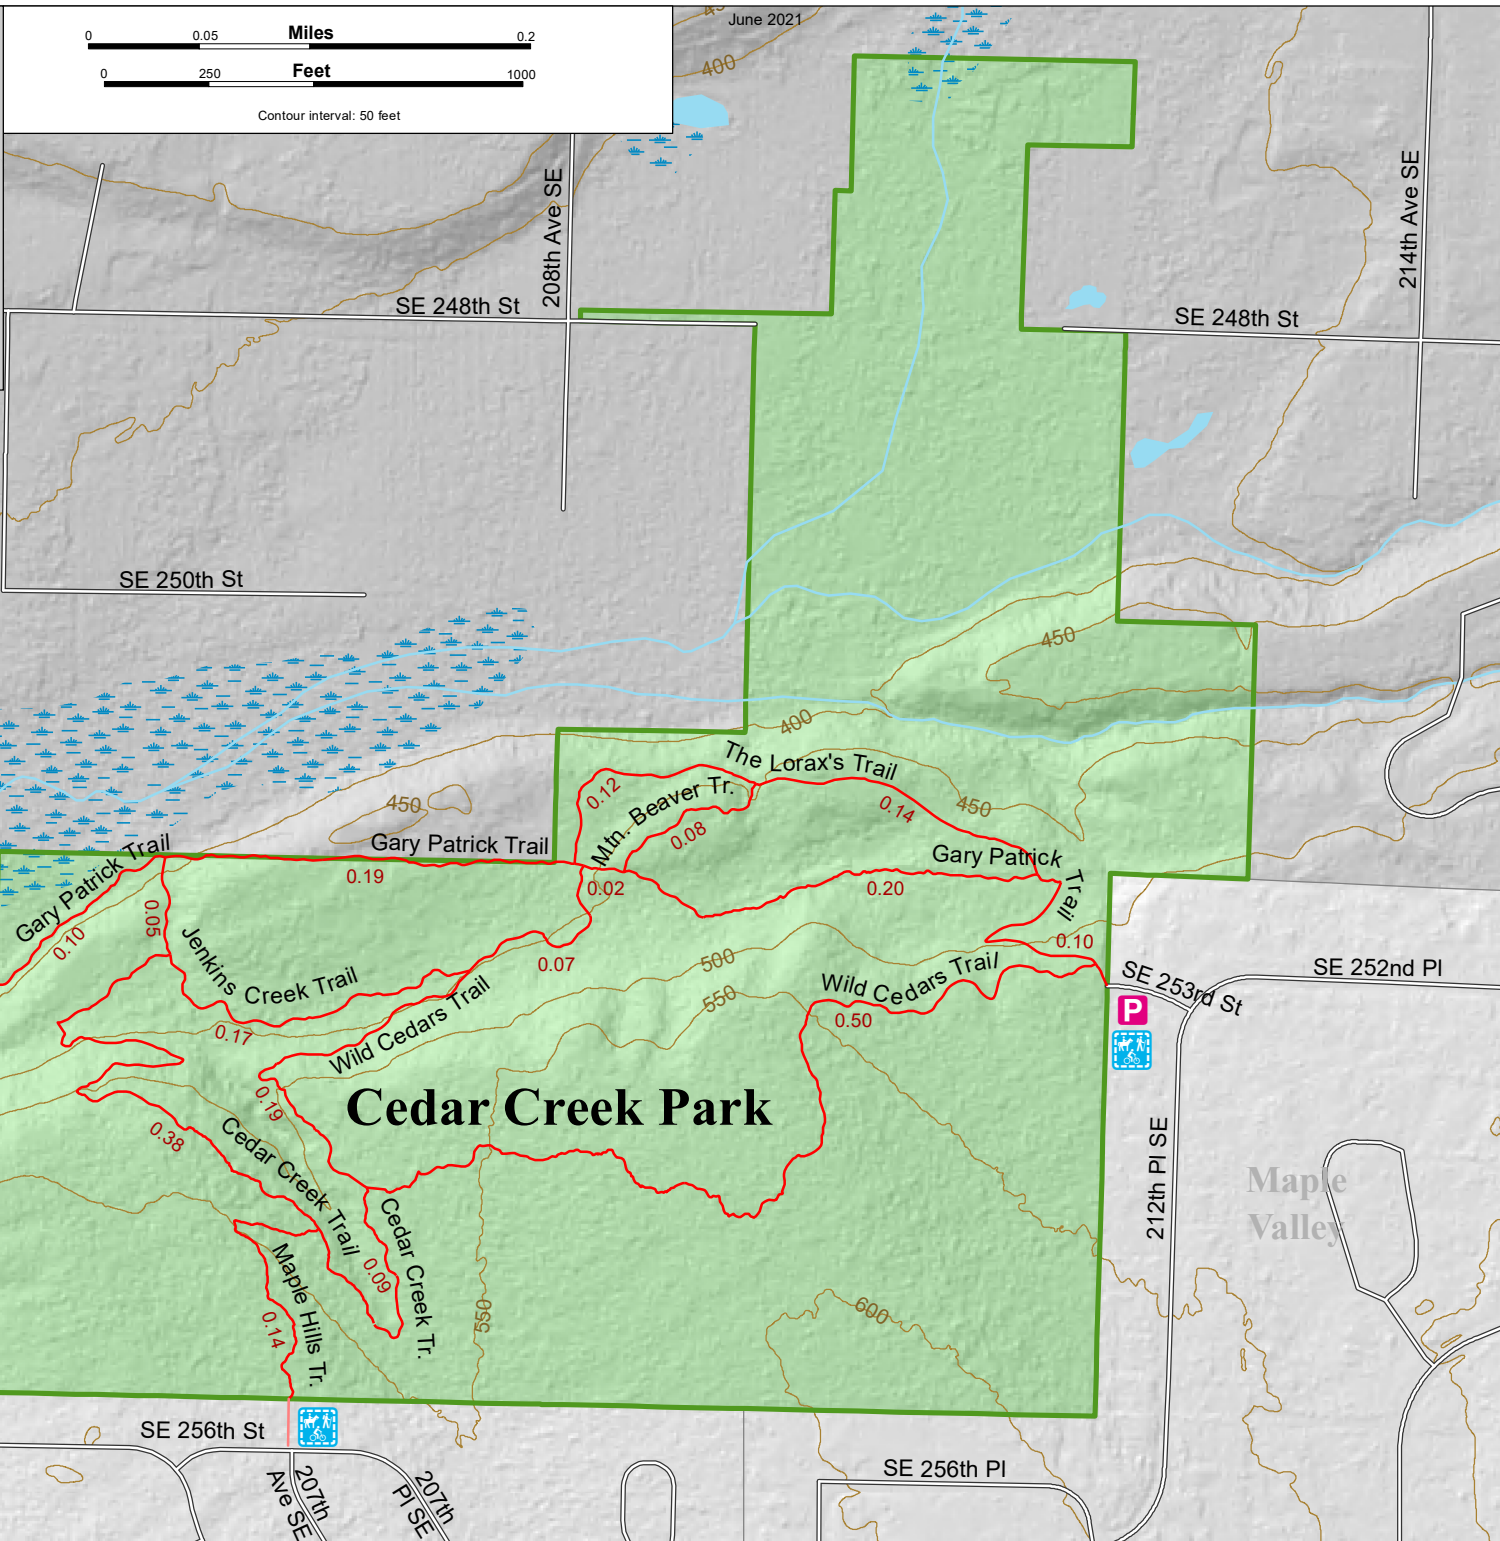 0 0.05 Miles 0.2
0 250 Feet 1000
Contour interval: 50 feet
June 2021
400
208th Ave SE
214th Ave SE
SE 248th St
SE 248th St
SE 250th St
450
400
The Lorax's Trail
0.12
Mtn. Beaver Tr.
0.08
0.14
450
450
Gary Patrick Trail
Gary Patrick Trail
Gary Patrick Trail
0.19
0.02
0.20
0.10
0.05
0.10
Jenkins Creek Trail
0.07
500
550
Wild Cedars Trail
0.50
SE 253rd St
SE 252nd Pl
P
0.17
Wild Cedars Trail
0.19
Cedar Creek Park
0.38
Cedar Creek Trail
Cedar Creek Tr.
0.09
Maple Hills Tr.
0.14
550
600
212th Pl SE
Maple
Valley
SE 256th St
207th
Ave SE
207th
Pl SE
SE 256th Pl